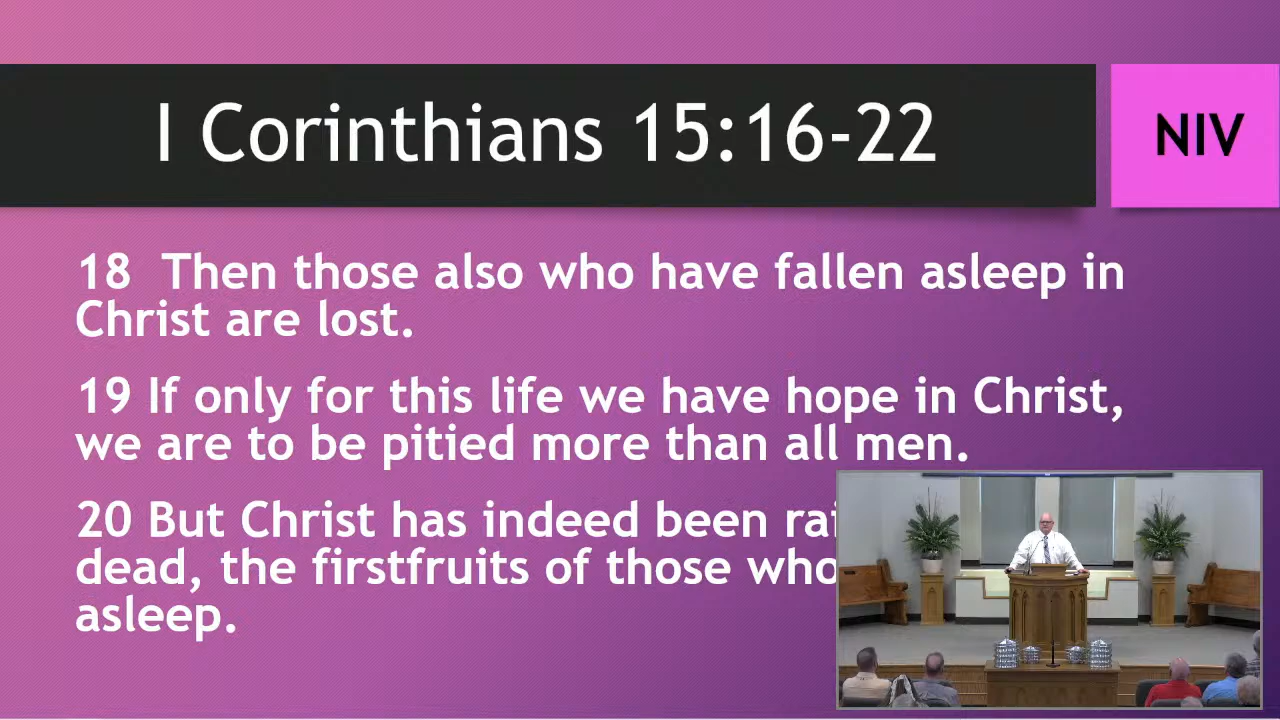 I Corinthians 15:16-22
NIV
18 Then those also who have fallen asleep in
Christ are lost.
19 If only for this life we have hope in Christ,
we are to be pitied more than all men.
20 But Christ has indeed been rai
dead, the firstfruits of those who
asleep.